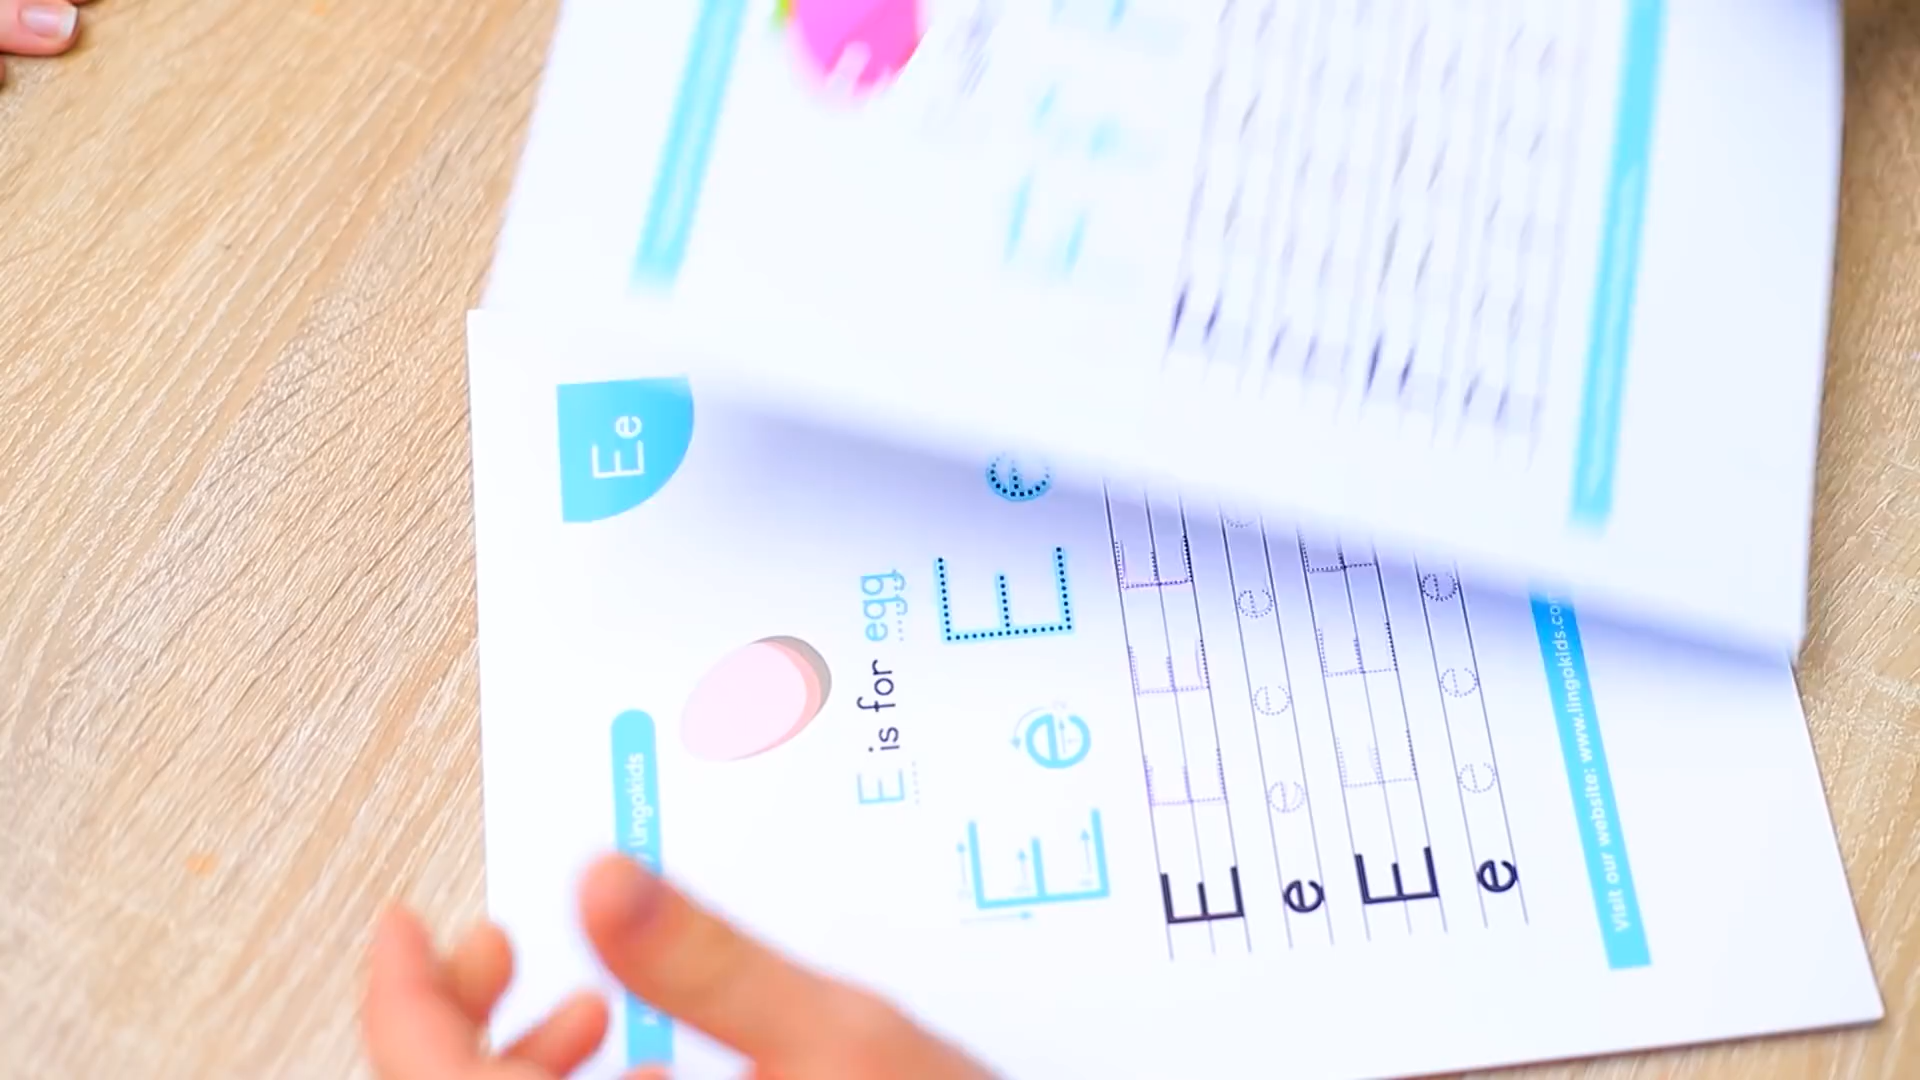 Ee
lingokids
E is for egg
E e E e
E E E E
e e e e e
E E E E
e e e e
Visit our website: www.lingokids.com